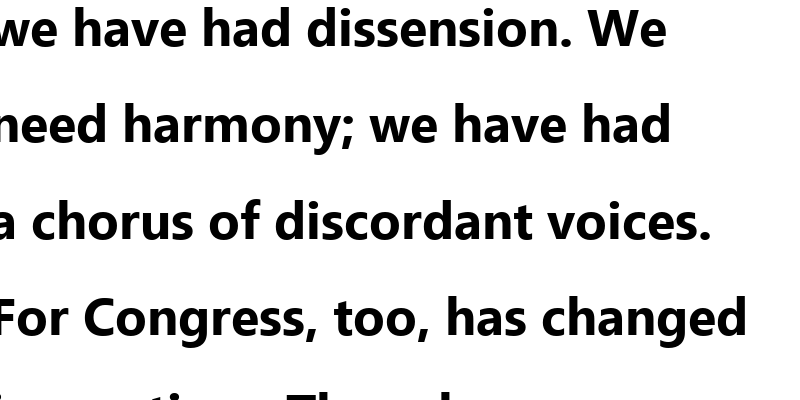 we have had dissension. We
need harmony; we have had
a chorus of discordant voices.
For Congress, too, has changed